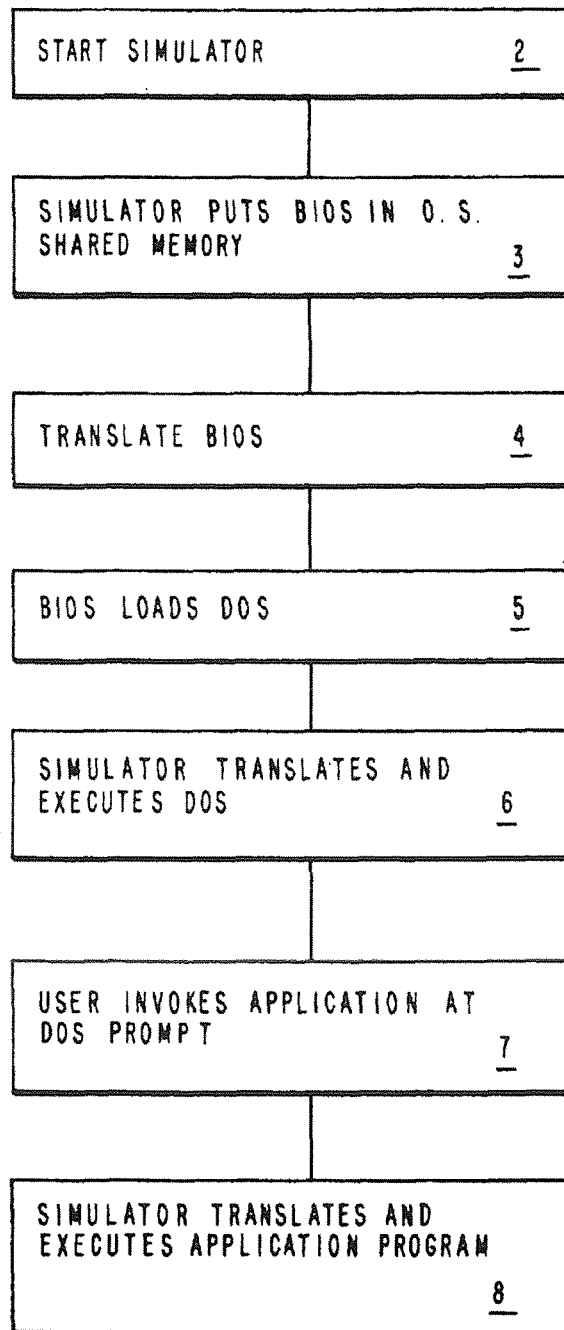 START SIMULATOR 2
SIMULATOR PUTS BIOS IN O.S.
SHARED MEMORY 3
TRANSLATE BIOS 4
BIOS LOADS DOS 5
SIMULATOR TRANSLATES AND
EXECUTES DOS 6
USER INVOKES APPLICATION AT
DOS PROMPT 7
SIMULATOR TRANSLATES AND
EXECUTES APPLICATION PROGRAM
8